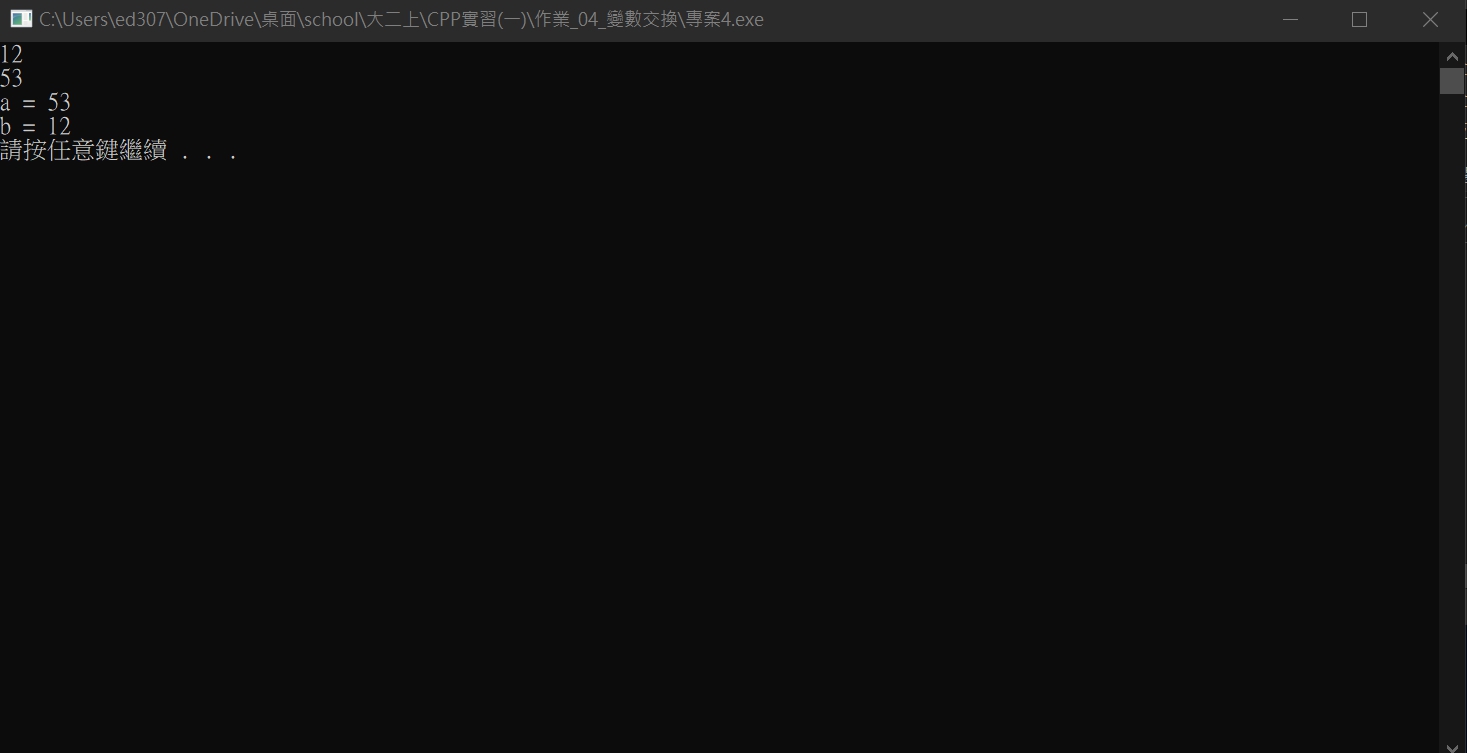 C:\Users\ed307\OneDrive\桌面\school\大二上\CPP實習(一)\作業_04_變數交換\專案4.exe
12
53
a = 53
b = 12
請按任意鍵繼續 . . .